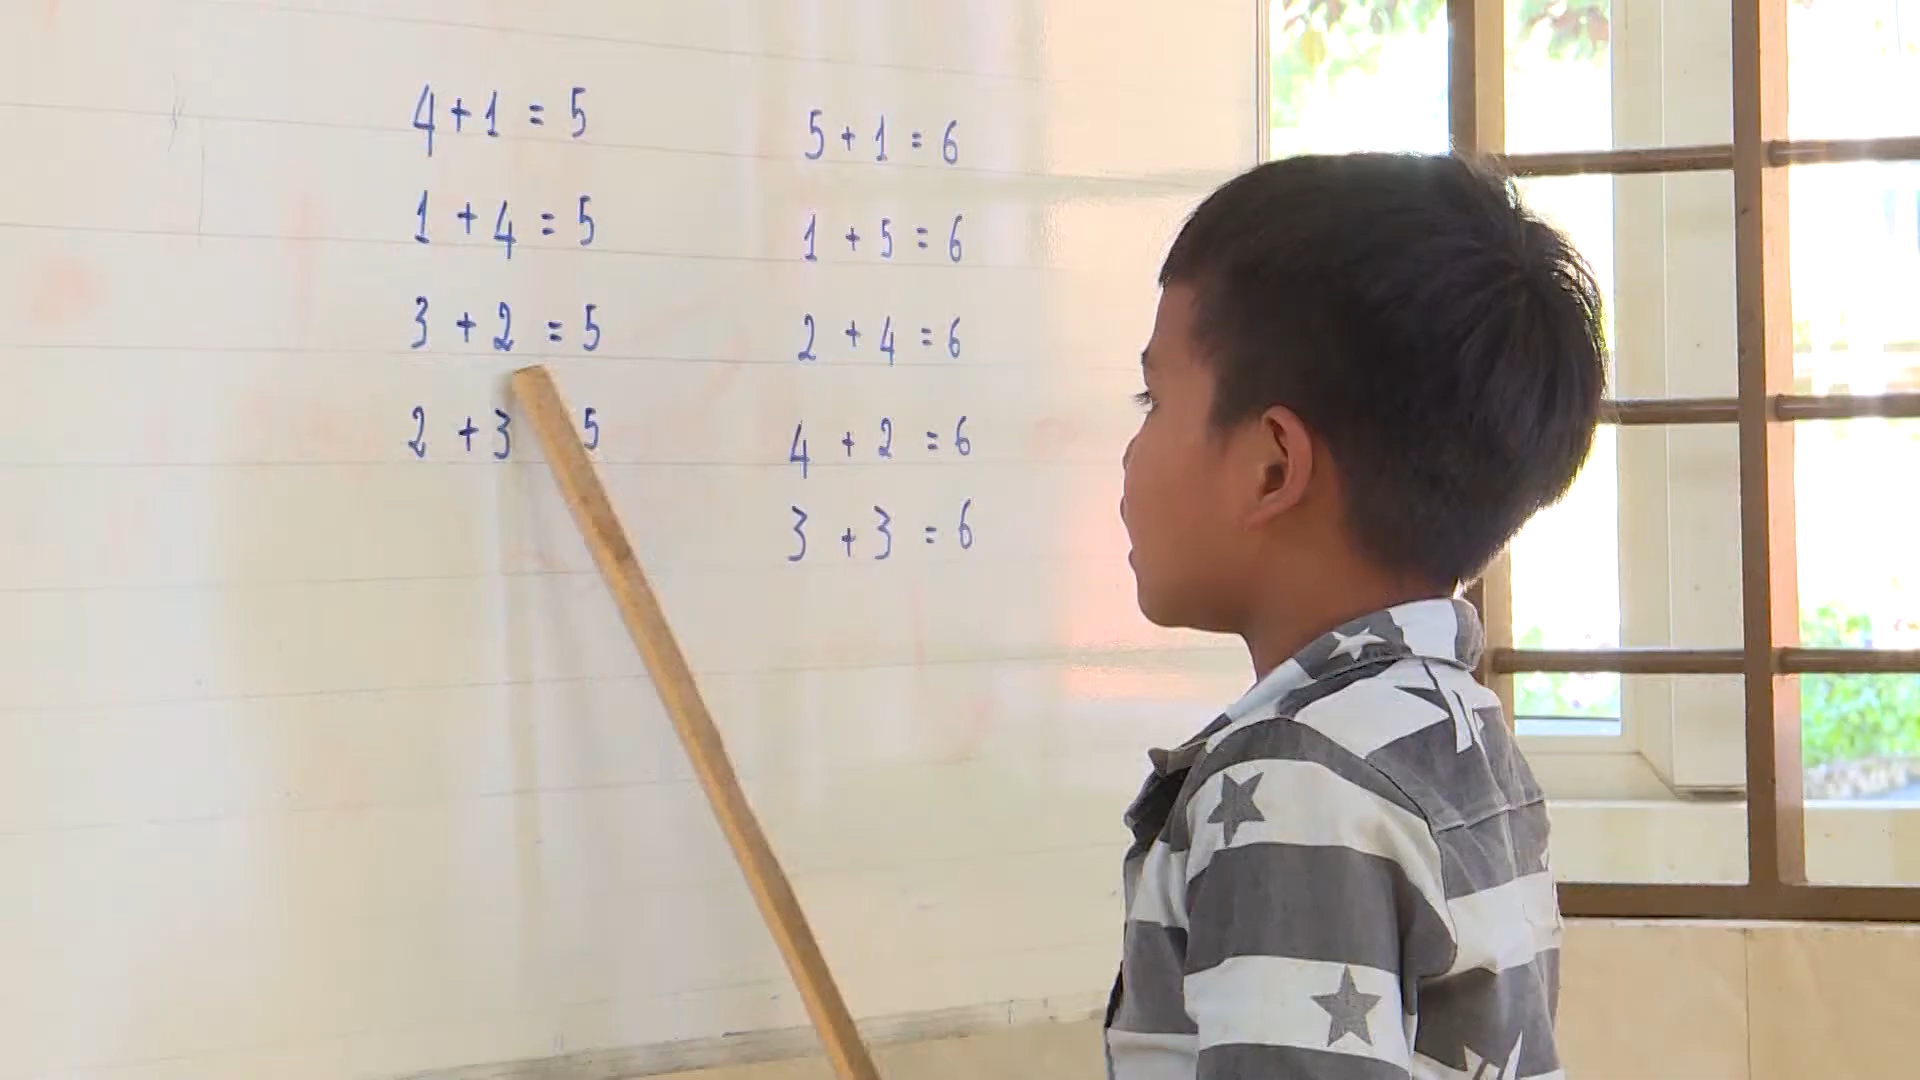 4 + 1 = 5
1 + 4 = 5
3 + 2 = 5
2 + 3 5
5 + 1 = 6
1 + 5 = 6
2 + 4 = 6
4 + 2 = 6
3 + 3 = 6